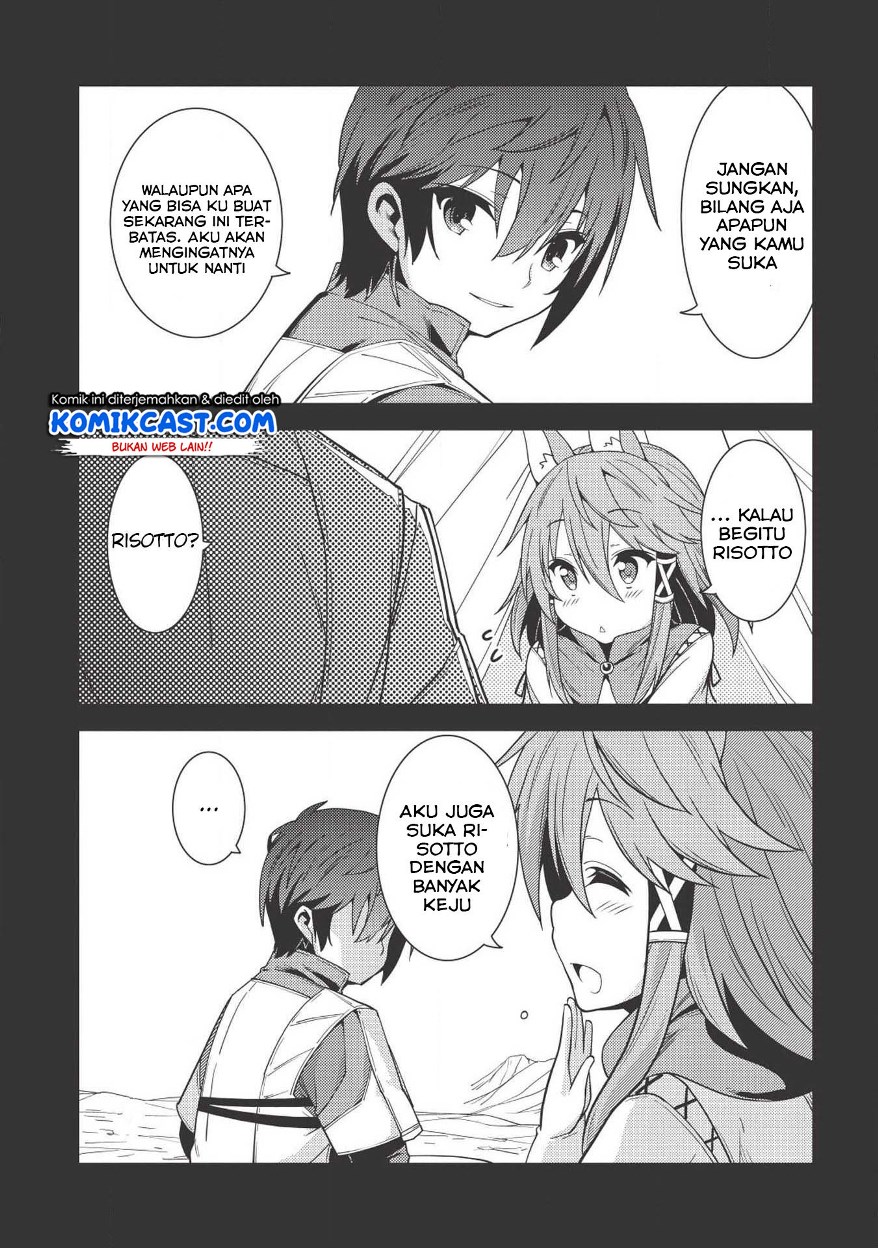 JANGAN
SUNGKAN,
BILANG AJA
APAPUN
YANG KAMU
SUKA
WALAUPUN APA
YANG BISA KU BUAT
SEKARANG INI TER-
BATAS. AKU AKAN
MENGINGATNYA
UNTUK NANTI
Komik ini diterjemahkan & diedit oleh
KOMIKCAST.COM
BUKAN WEB LAIN!!
... KALAU
BEGITU
RISOTTO
RISOTTO?
AKU JUGA
SUKA RI-
SOTTO
DENGAN
BANYAK
KEJU
...